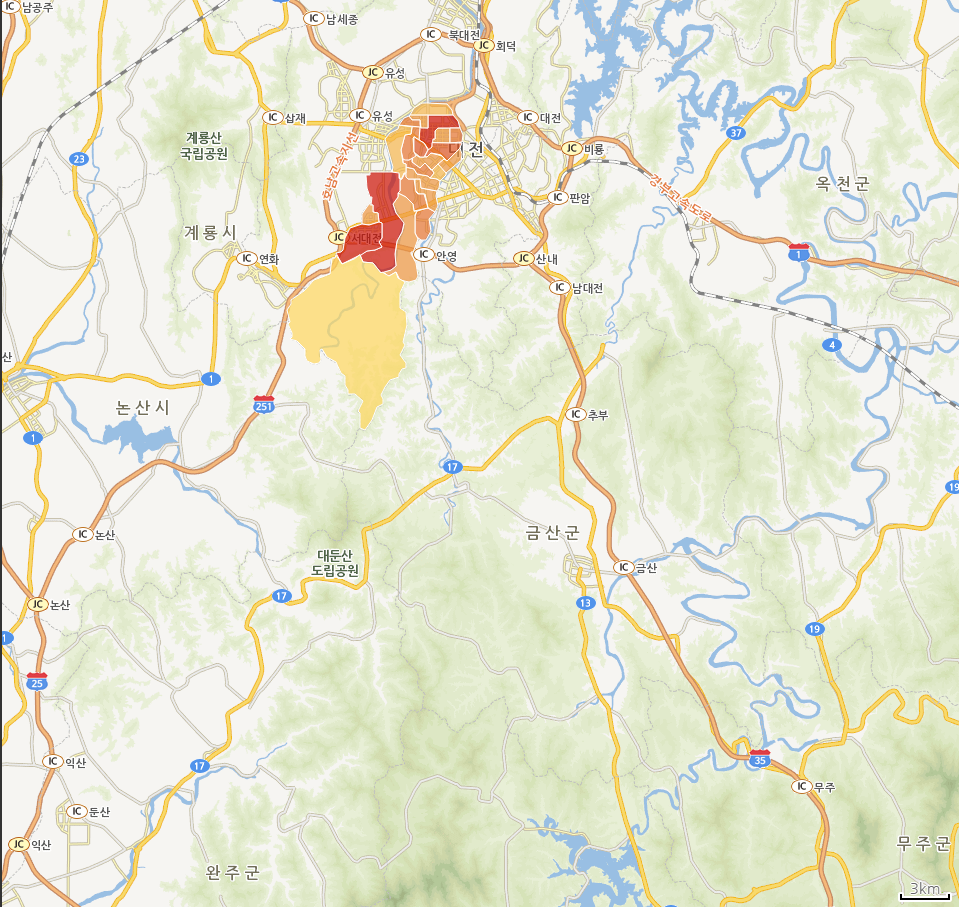 IC 남공주
IC 남세종
IC 북대전
JC 회덕
JC 유성
IC 삼재
IC 유성
IC 대전
37
계룡산
국립공원
호남고속지선
대전
JC 비룡
23
경부고속도로
옥천군
IC 판암
계룡시
JC 서대전
IC 연화
IC 안영
JC 산내
1
IC 남대전
4
산
1
251
논산시
IC 추부
1
17
19
IC 논산
금산군
대둔산
도립공원
IC 금산
17
JC 논산
13
19
1
25
IC 익산
17
35
IC 무주
IC 둔산
JC 익산
무주군
완주군
3km